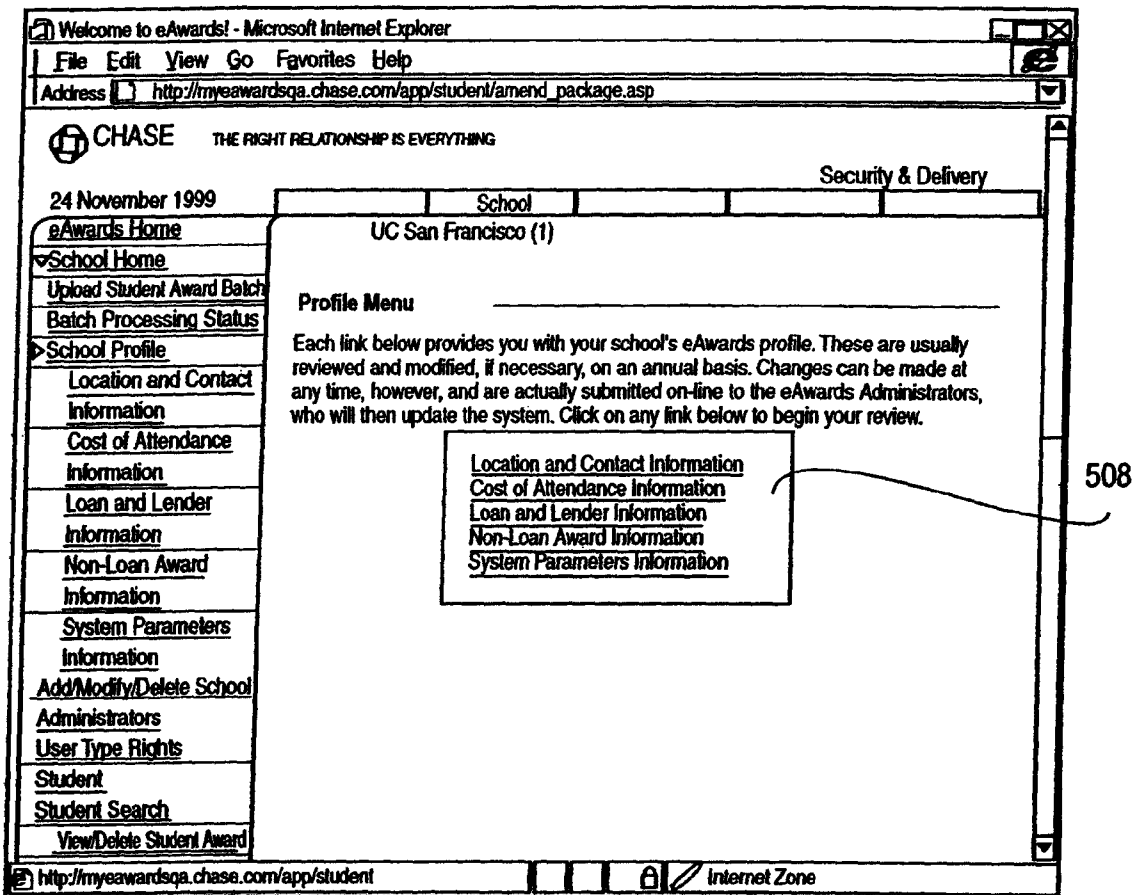 Welcome to eAwards! - Microsoft Internet Explorer
File Edit View Go Favorites Help
Address http://myeawardsqa.chase.com/app/student/amend_package.asp
CHASE THE RIGHT RELATIONSHIP IS EVERYTHING
Security & Delivery
24 November 1999
School
eAwards Home
School Home
Upload Student Award Batch
Batch Processing Status
School Profile
Location and Contact
Information
Cost of Attendance
Information
Loan and Lender
Information
Non-Loan Award
Information
System Parameters
Information
Add/Modify/Delete School
Administrators
User Type Rights
Student
Student Search
View/Delete Student Award
UC San Francisco (1)
Profile Menu
Each link below provides you with your school's eAwards profile. These are usually
reviewed and modified, if necessary, on an annual basis. Changes can be made at
any time, however, and are actually submitted on-line to the eAwards Administrators,
who will then update the system. Click on any link below to begin your review.
Location and Contact Information
Cost of Attendance Information
Loan and Lender Information
Non-Loan Award Information
System Parameters Information
508
http://myeawardsqa.chase.com/app/student
Internet Zone